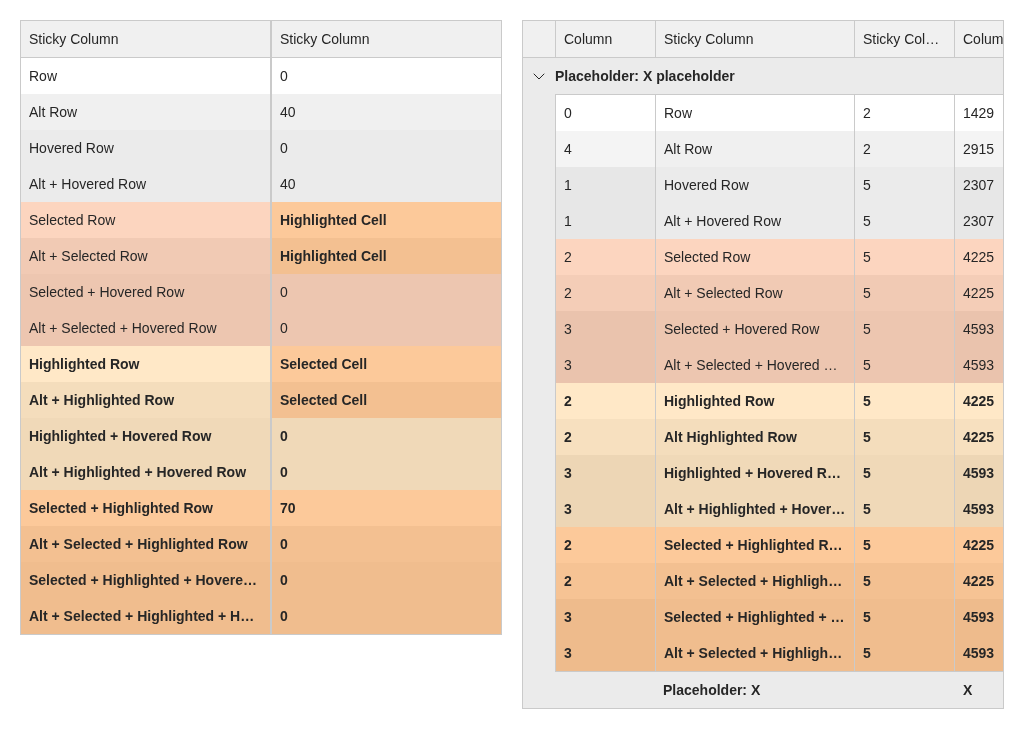 Sticky Column Sticky Column
Row 0
Alt Row 40
Hovered Row 0
Alt + Hovered Row 40
Selected Row Highlighted Cell
Alt + Selected Row Highlighted Cell
Selected + Hovered Row 0
Alt + Selected + Hovered Row 0
Highlighted Row Selected Cell
Alt + Highlighted Row Selected Cell
Highlighted + Hovered Row 0
Alt + Highlighted + Hovered Row 0
Selected + Highlighted Row 70
Alt + Selected + Highlighted Row 0
Selected + Highlighted + Hovere… 0
Alt + Selected + Highlighted + H… 0
Column Sticky Column Sticky Col… Colum
Placeholder: X placeholder
0 Row 2 1429
4 Alt Row 2 2915
1 Hovered Row 5 2307
1 Alt + Hovered Row 5 2307
2 Selected Row 5 4225
2 Alt + Selected Row 5 4225
3 Selected + Hovered Row 5 4593
3 Alt + Selected + Hovered … 5 4593
2 Highlighted Row 5 4225
2 Alt Highlighted Row 5 4225
3 Highlighted + Hovered R… 5 4593
3 Alt + Highlighted + Hover… 5 4593
2 Selected + Highlighted R… 5 4225
2 Alt + Selected + Highligh… 5 4225
3 Selected + Highlighted + … 5 4593
3 Alt + Selected + Highligh… 5 4593
Placeholder: X X